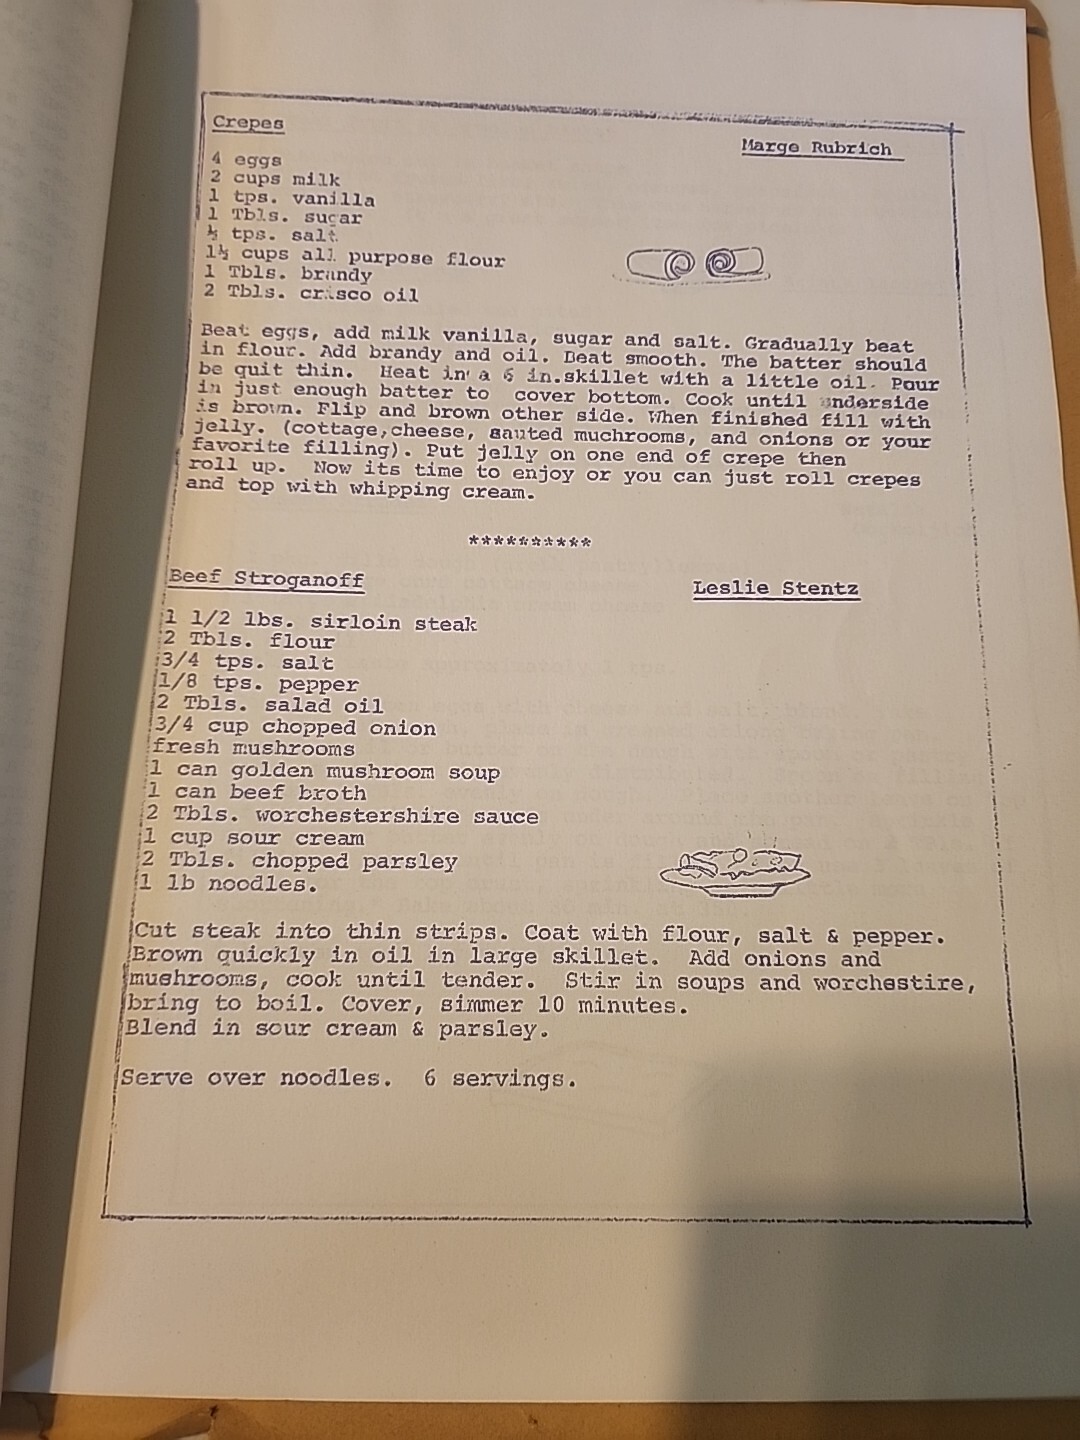 Crepes
Marge Rubrich
4 eggs
2 cups milk
1 tps. vanilla
1 Tbls. sugar
½ tps. salt
1½ cups all purpose flour
1 Tbls. brandy
2 Tbls. crisco oil
Beat eggs, add milk vanilla, sugar and salt. Gradually beat
in flour. Add brandy and oil. Beat smooth. The batter should
be quit thin. Heat in a 6 in.skillet with a little oil. Pour
in just enough batter to cover bottom. Cook until underside
is brown. Flip and brown other side. When finished fill with
jelly. (cottage,cheese, sauted muchrooms, and onions or your
favorite filling). Put jelly on one end of crepe then
roll up. Now its time to enjoy or you can just roll crepes
and top with whipping cream.
**********
Beef Stroganoff
Leslie Stentz
1 1/2 lbs. sirloin steak
2 Tbls. flour
3/4 tps. salt
1/8 tps. pepper
2 Tbls. salad oil
3/4 cup chopped onion
fresh mushrooms
1 can golden mushroom soup
1 can beef broth
2 Tbls. worchestershire sauce
1 cup sour cream
2 Tbls. chopped parsley
1 lb noodles.
Cut steak into thin strips. Coat with flour, salt & pepper.
Brown quickly in oil in large skillet. Add onions and
mushrooms, cook until tender. Stir in soups and worchestire,
bring to boil. Cover, simmer 10 minutes.
Blend in sour cream & parsley.
Serve over noodles. 6 servings.